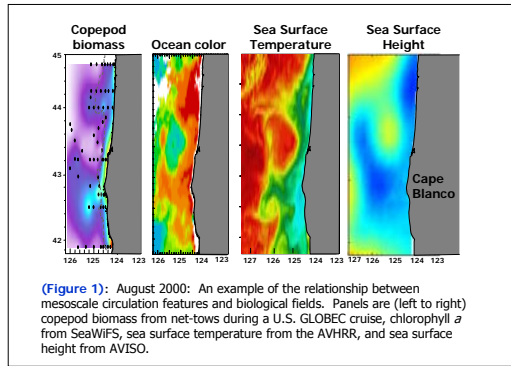 Copepod
biomass
Ocean color
Sea Surface
Temperature
Sea Surface
Height
45
44
43
42
126 125 124 123
126 125 124 123
127 126 125 124 123
127 126 125 124 123
Cape
Blanco
(Figure 1): August 2000: An example of the relationship between
mesoscale circulation features and biological fields. Panels are (left to right)
copepod biomass from net-tows during a U.S. GLOBEC cruise, chlorophyll a
from SeaWiFS, sea surface temperature from the AVHRR, and sea surface
height from AVISO.